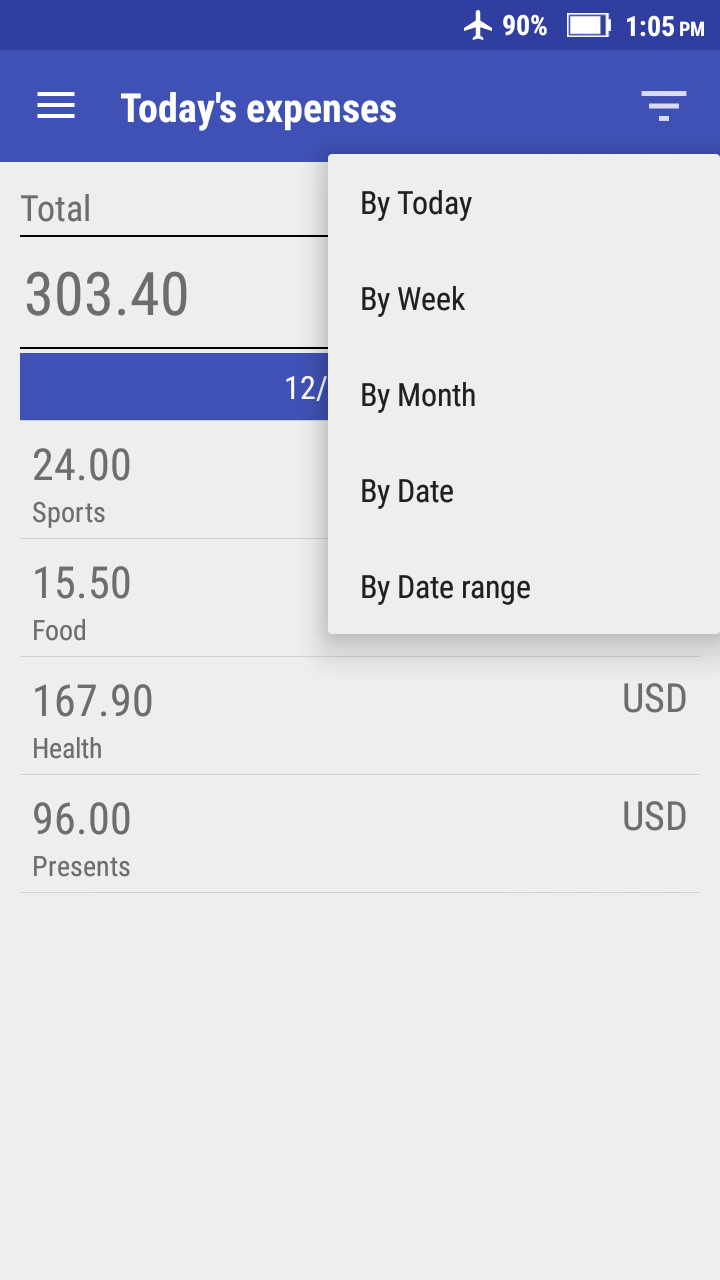 90% 1:05 PM
Today's expenses
Total
303.40
12/
24.00
Sports
15.50
Food
167.90 USD
Health
96.00 USD
Presents
By Today
By Week
By Month
By Date
By Date range